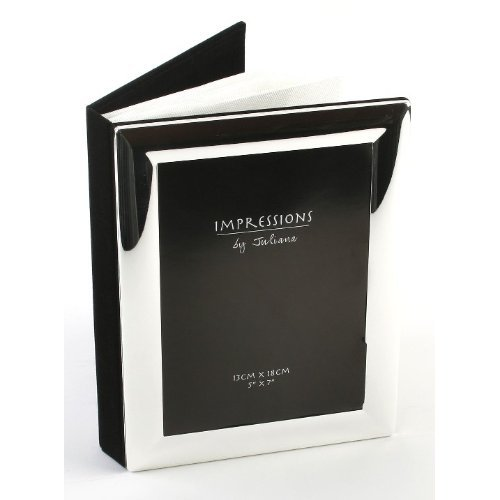 IMPRESSIONS
by Juliana
13CM X 18CM
5" X 7"